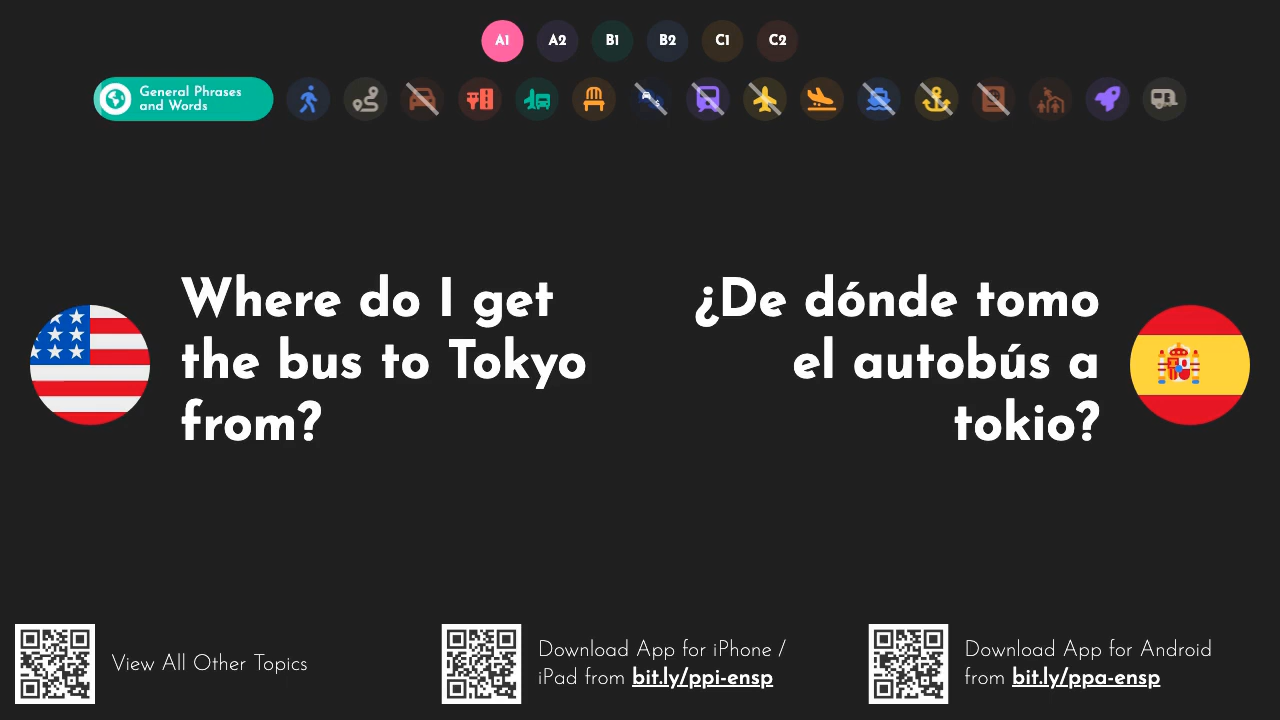 A1 A2 B1 B2 C1 C2
General Phrases
and Words
Where do I get
the bus to Tokyo
from?
¿De dónde tomo
el autobús a
tokio?
View All Other Topics
Download App for iPhone /
iPad from bit.ly/ppi-ensp
Download App for Android
from bit.ly/ppa-ensp